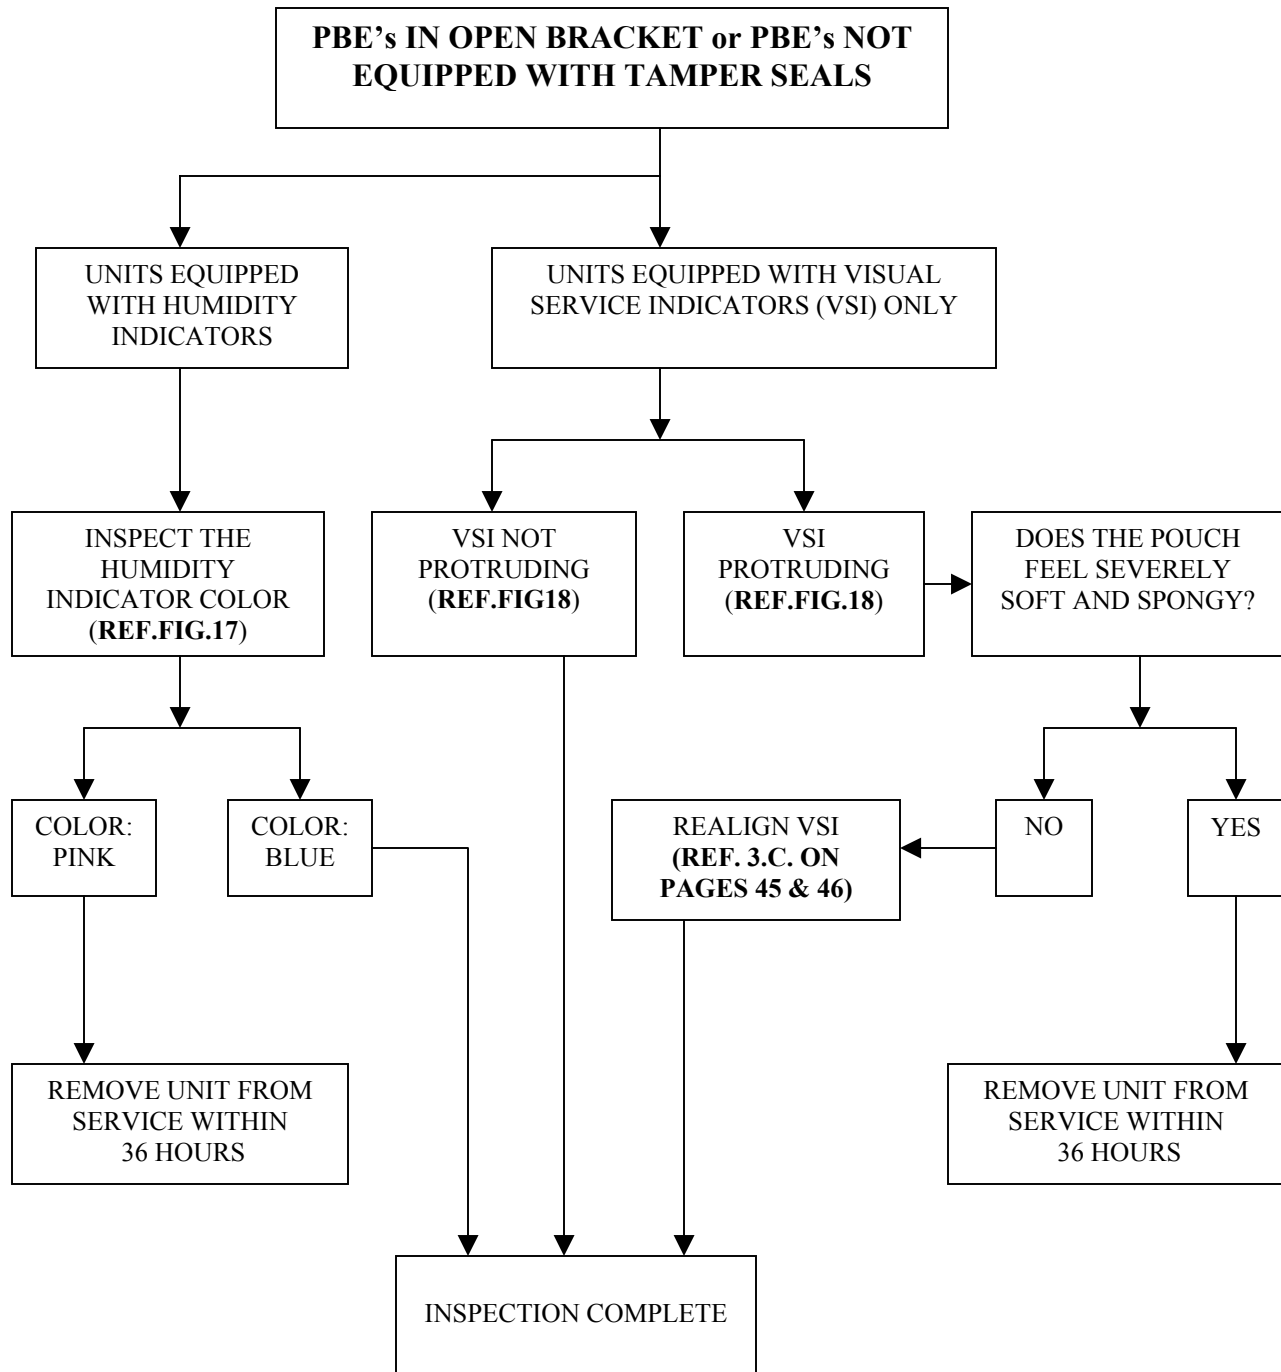 PBE's IN OPEN BRACKET or PBE's NOT
EQUIPPED WITH TAMPER SEALS
UNITS EQUIPPED
WITH HUMIDITY
INDICATORS
UNITS EQUIPPED WITH VISUAL
SERVICE INDICATORS (VSI) ONLY
INSPECT THE
HUMIDITY
INDICATOR COLOR
(REF.FIG.17)
VSI NOT
PROTRUDING
(REF.FIG18)
VSI
PROTRUDING
(REF.FIG.18)
DOES THE POUCH
FEEL SEVERELY
SOFT AND SPONGY?
COLOR:
PINK
COLOR:
BLUE
REALIGN VSI
(REF. 3.C. ON
PAGES 45 & 46)
NO
YES
REMOVE UNIT FROM
SERVICE WITHIN
36 HOURS
REMOVE UNIT FROM
SERVICE WITHIN
36 HOURS
INSPECTION COMPLETE